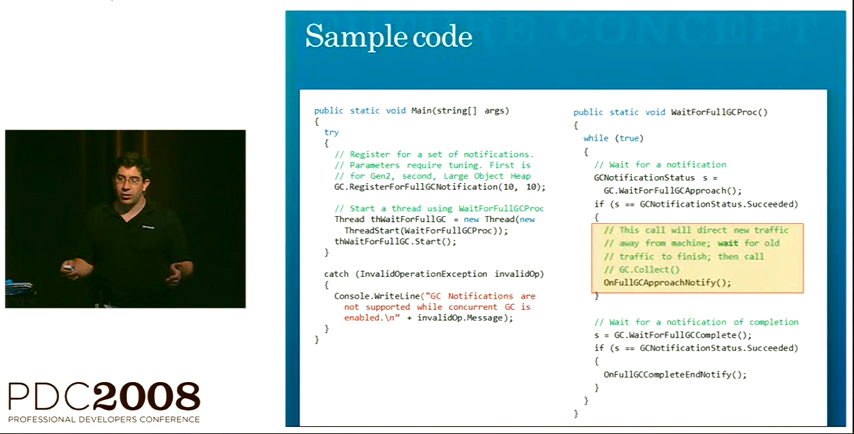 Sample code
public static void Main(string[] args)
{
try
{
// Register for a set of notifications.
// Parameters require tuning. First is
// for Gen2, second, Large Object Heap
GC.RegisterForFullGCNotification(10, 10);
// Start a thread using WaitForFullGCProc
Thread thWaitForFullGC = new Thread(new
ThreadStart(WaitForFullGCProc));
thWaitForFullGC.Start();
}
catch (InvalidOperationException invalidOp)
{
Console.WriteLine("GC Notifications are
not supported while concurrent GC is
enabled.\n" + invalidOp.Message);
}
}
public static void WaitForFullGCProc()
{
while (true)
{
// Wait for a notification
GCNotificationStatus s =
GC.WaitForFullGCApproach();
if (s == GCNotificationStatus.Succeeded)
{
// This call will direct new traffic
// away from machine; wait for old
// traffic to finish; then call
// GC.Collect()
OnFullGCApproachNotify();
}
// Wait for a notification of completion
s = GC.WaitForFullGCComplete();
if (s == GCNotificationStatus.Succeeded)
{
OnFullGCCompleteEndNotify();
}
}
}
PDC2008
PROFESSIONAL DEVELOPERS CONFERENCE